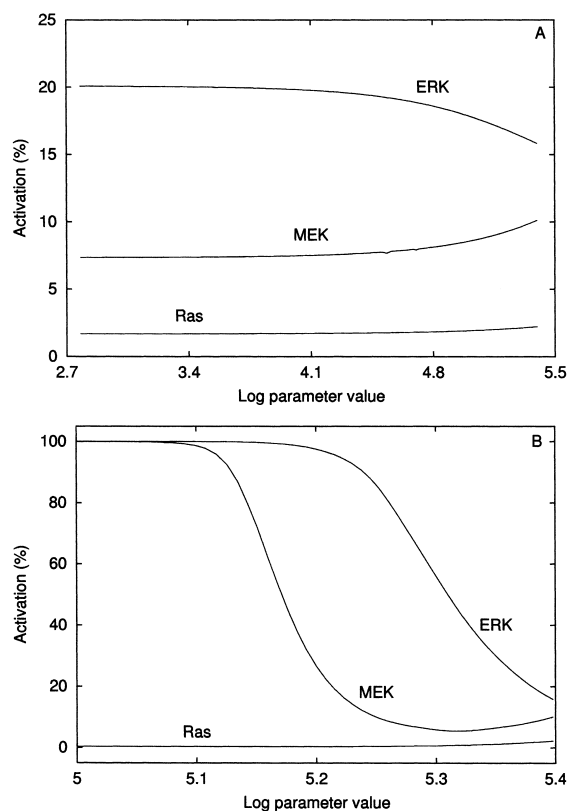 25
A
20
ERK
15
Activation (%)
10
MEK
5
Ras
0
2.7 3.4 4.1 4.8 5.5
Log parameter value
B
100
80
60
Activation (%)
40
ERK
20
MEK
Ras
0
5 5.1 5.2 5.3 5.4
Log parameter value